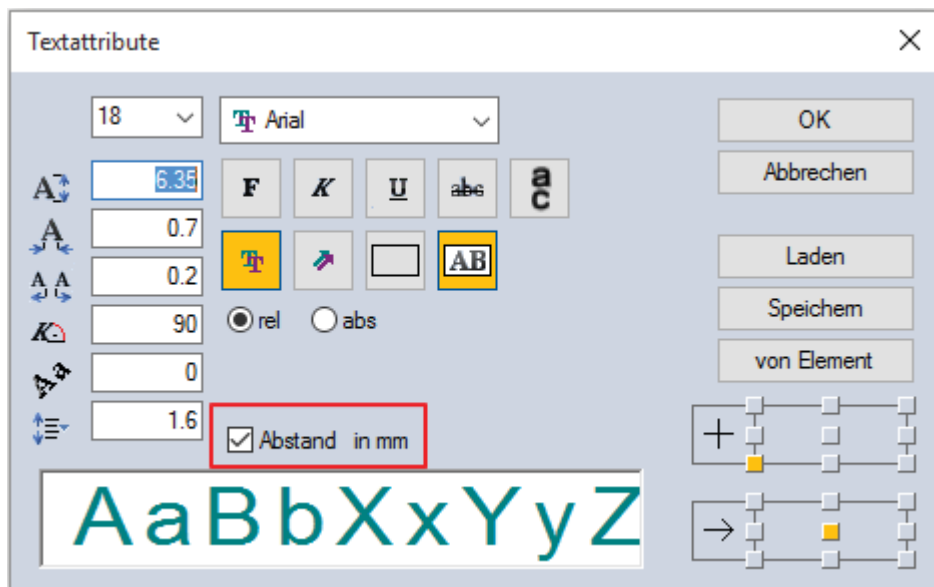 Textattribute
18 Arial OK
6.35 F K U abc a c Abbrechen
0.7
0.2 AB Laden
90 rel abs Speichern
0 von Element
1.6 Abstand in mm
AaBbXxYyZ